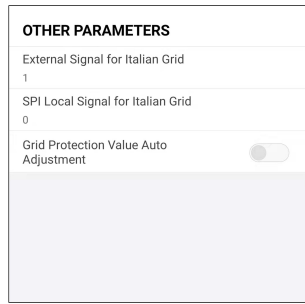 OTHER PARAMETERS
External Signal for Italian Grid
1
SPI Local Signal for Italian Grid
0
Grid Protection Value Auto
Adjustment